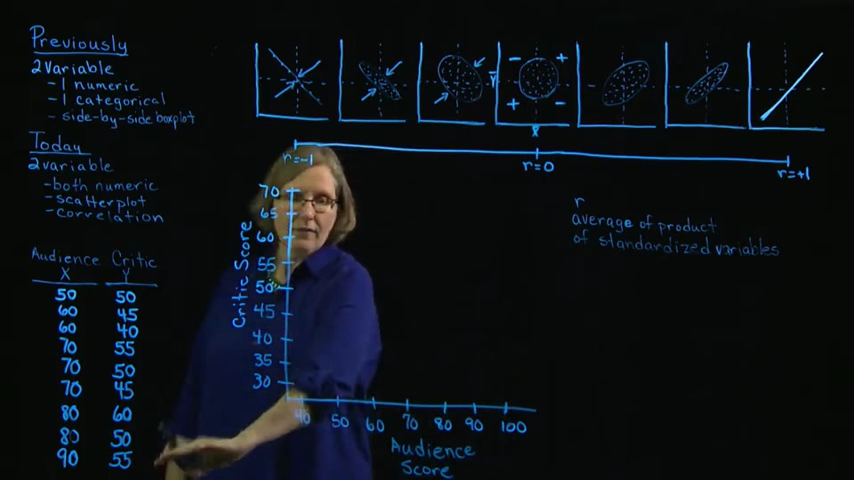 Previously
2 variable
-1 numeric
-1 categorical
- side-by-side boxplot
Today
2 variable
-both numeric
-scatterplot
-correlation
Audience Critic
X Y
50 50
60 45
60 40
70 55
70 50
70 45
80 60
80 50
90 55
- +
+ -
Y̅
X̅
r=-1
r=0
r=+1
r
average of product
of standardized variables
Critic Score
70
65
60
55
50
45
40
35
30
40 50 60 70 80 90 100
Audience
Score